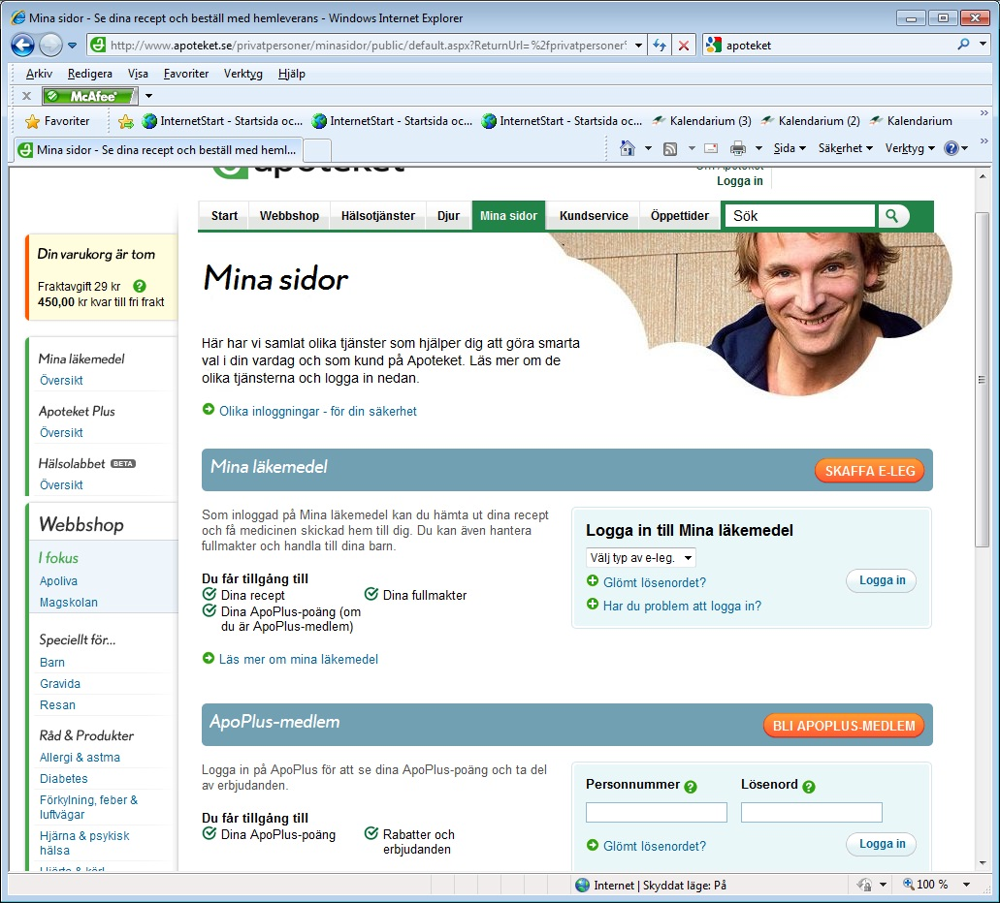 Mina sidor - Se dina recept och beställ med hemleverans - Windows Internet Explorer
http://www.apoteket.se/privatpersoner/minasidor/public/default.aspx?ReturnUrl=%2fprivatpersoner%
apoteket
Arkiv Redigera Visa Favoriter Verktyg Hjälp
x McAfee
Favoriter InternetStart - Startsida oc... InternetStart - Startsida oc... InternetStart - Startsida oc... Kalendarium (3) Kalendarium (2) Kalendarium
Mina sidor - Se dina recept och beställ med heml...
Sida Säkerhet Verktyg
apoteket
Om Apoteket
Logga in
Start Webbshop Hälsotjänster Djur Mina sidor Kundservice Öppettider Sök
Din varukorg är tom
Fraktavgift 29 kr ?
450,00 kr kvar till fri frakt
Mina läkemedel
Översikt
Apoteket Plus
Översikt
Hälsolabbet BETA
Översikt
Webbshop
I fokus
Apoliva
Magskolan
Speciellt för...
Barn
Gravida
Resan
Råd & Produkter
Allergi & astma
Diabetes
Förkylning, feber &
luftvägar
Hjärna & psykisk
hälsa
Hjärta & kärl
Mina sidor
Här har vi samlat olika tjänster som hjälper dig att göra smarta
val i din vardag och som kund på Apoteket. Läs mer om de
olika tjänsterna och logga in nedan.
Olika inloggningar - för din säkerhet
Mina läkemedel
SKAFFA E-LEG
Som inloggad på Mina läkemedel kan du hämta ut dina recept
och få medicinen skickad hem till dig. Du kan även hantera
fullmakter och handla till dina barn.
Du får tillgång till
Dina recept
Dina fullmakter
Dina ApoPlus-poäng (om
du är ApoPlus-medlem)
Läs mer om mina läkemedel
Logga in till Mina läkemedel
Välj typ av e-leg.
Glömt lösenordet?
Logga in
Har du problem att logga in?
ApoPlus-medlem
BLI APOPLUS-MEDLEM
Logga in på ApoPlus för att se dina ApoPlus-poäng och ta del
av erbjudanden.
Du får tillgång till
Dina ApoPlus-poäng
Rabatter och
erbjudanden
Personnummer ? Lösenord ?
Glömt lösenordet?
Logga in
Internet | Skyddat läge: På
100 %